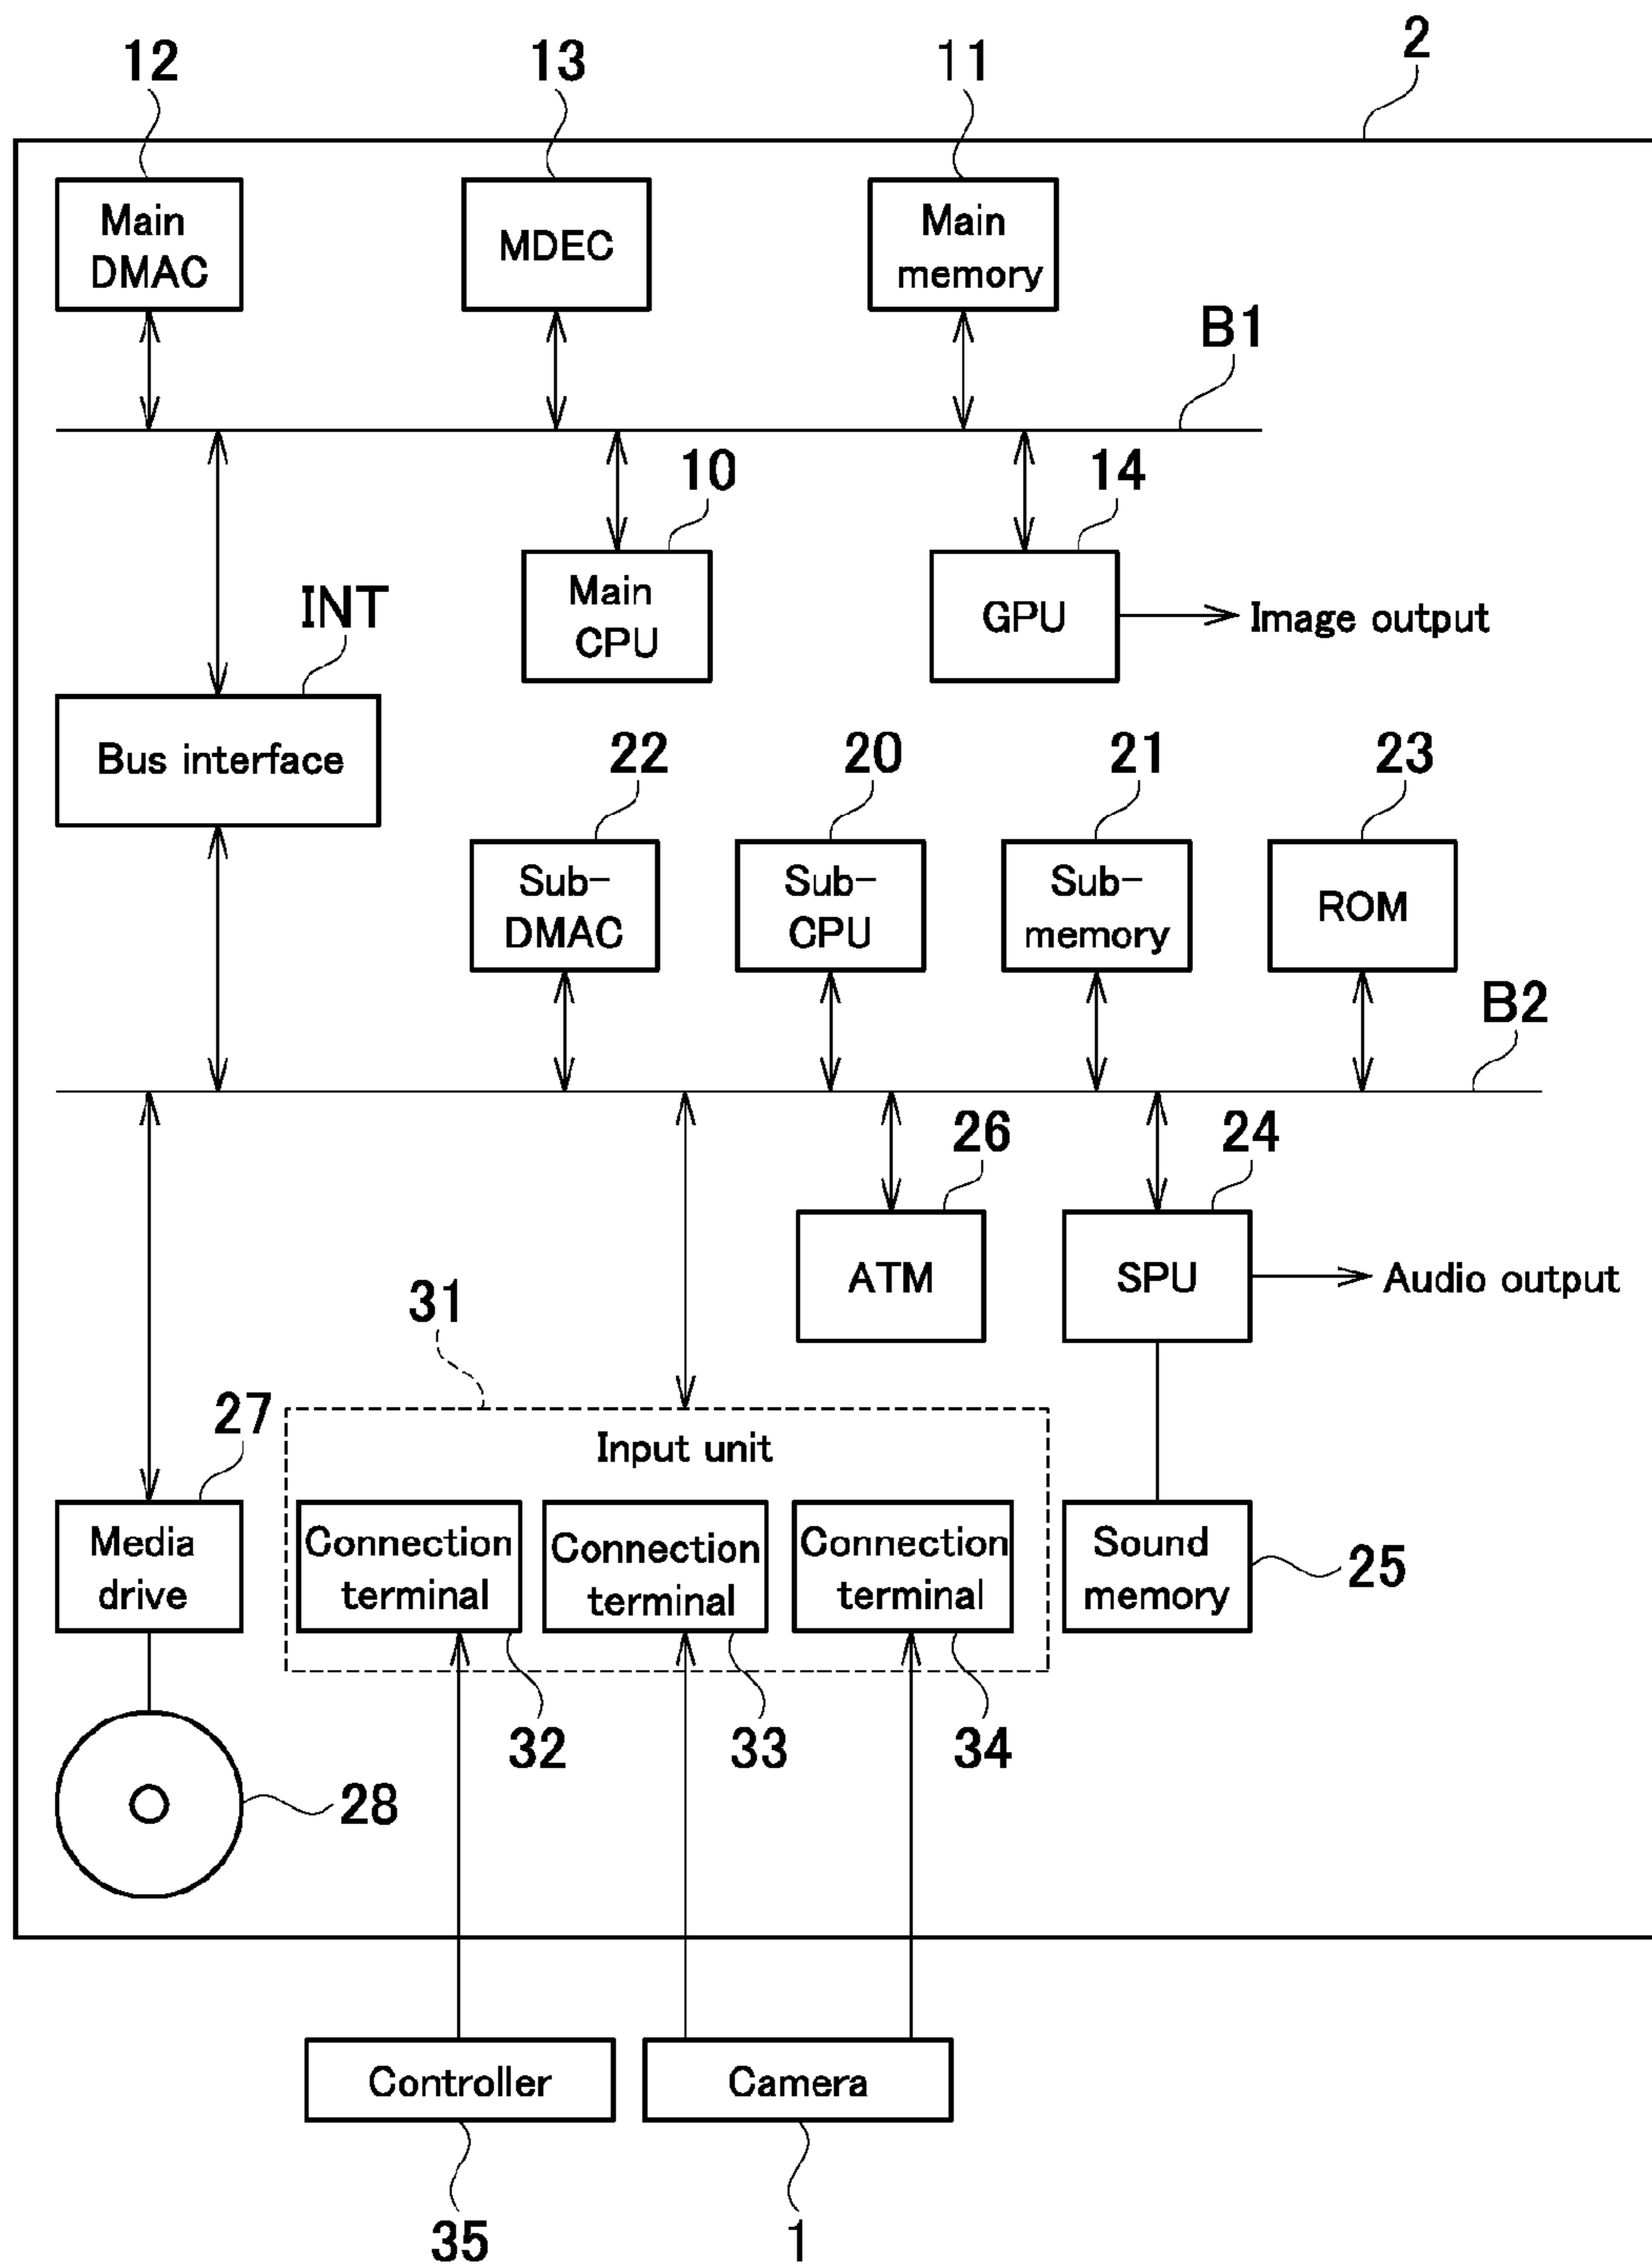 2
12
13
11
Main
DMAC
MDEC
Main
memory
B1
10
14
Main
CPU
GPU
Image output
INT
Bus interface
22
20
21
23
Sub-
DMAC
Sub-
CPU
Sub-
memory
ROM
B2
26
24
ATM
SPU
Audio output
31
27
Input unit
Media
drive
Connection
terminal
Connection
terminal
Connection
terminal
Sound
memory
25
32
33
34
28
Controller
Camera
35
1